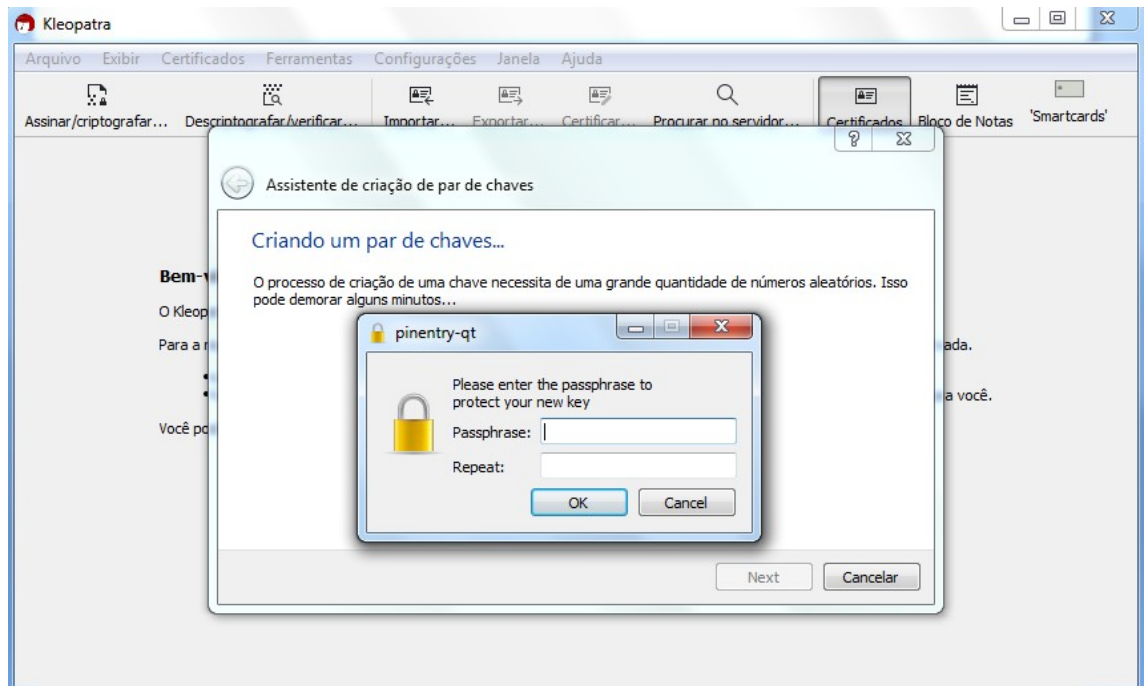 Kleopatra
Arquivo Exibir Certificados Ferramentas Configurações Janela Ajuda
Assinar/criptografar... Descriptografar/verificar... Importar... Exportar... Certificar... Procurar no servidor... Certificados Bloco de Notas 'Smartcards'
Assistente de criação de par de chaves
Criando um par de chaves...
O processo de criação de uma chave necessita de uma grande quantidade de números aleatórios. Isso
pode demorar alguns minutos...
O Kleop
Para a
ada.
a você.
Você
pinentry-qt
Please enter the passphrase to
protect your new key
Passphrase:
Repeat:
OK Cancel
Next Cancelar